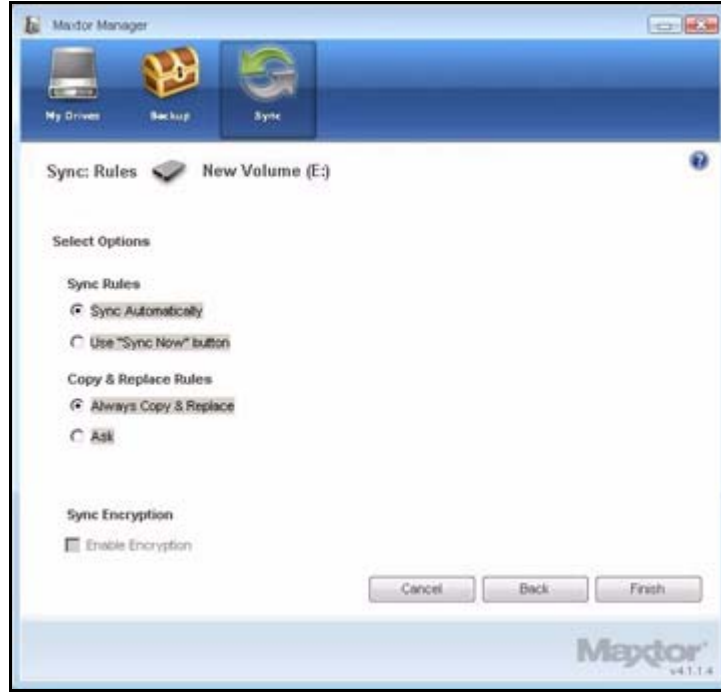 Maxtor Manager
My Drives Backup Sync
Sync: Rules New Volume (E:)
Select Options
Sync Rules
Sync Automatically
Use "Sync Now" button
Copy & Replace Rules
Always Copy & Replace
Ask
Sync Encryption
Enable Encryption
Cancel Back Finish
Maxtor
v4.1.1.4